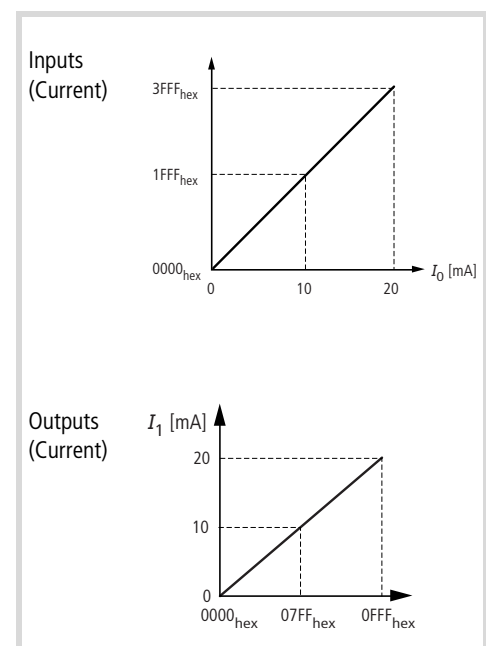 Inputs
(Current)
3FFFhex
1FFFhex
0000hex
0
10
20
I0 [mA]
Outputs
(Current)
I1 [mA]
20
10
0
0000hex
07FFhex
0FFFhex